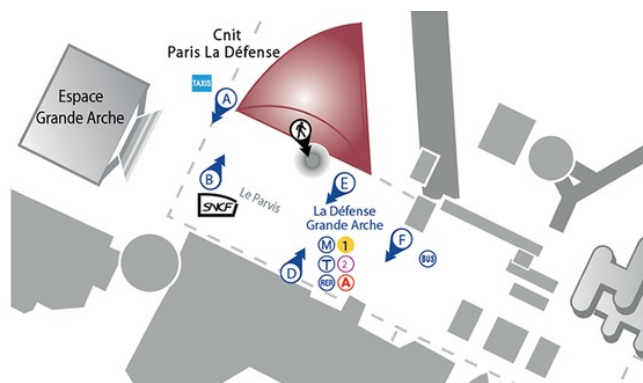 Cnit
Paris La Défense
TAXIS
A
Espace
Grande Arche
B
SNCF
Le Parvis
E
La Défense
Grande Arche
M 1
T 2
RER A
D
F
BUS